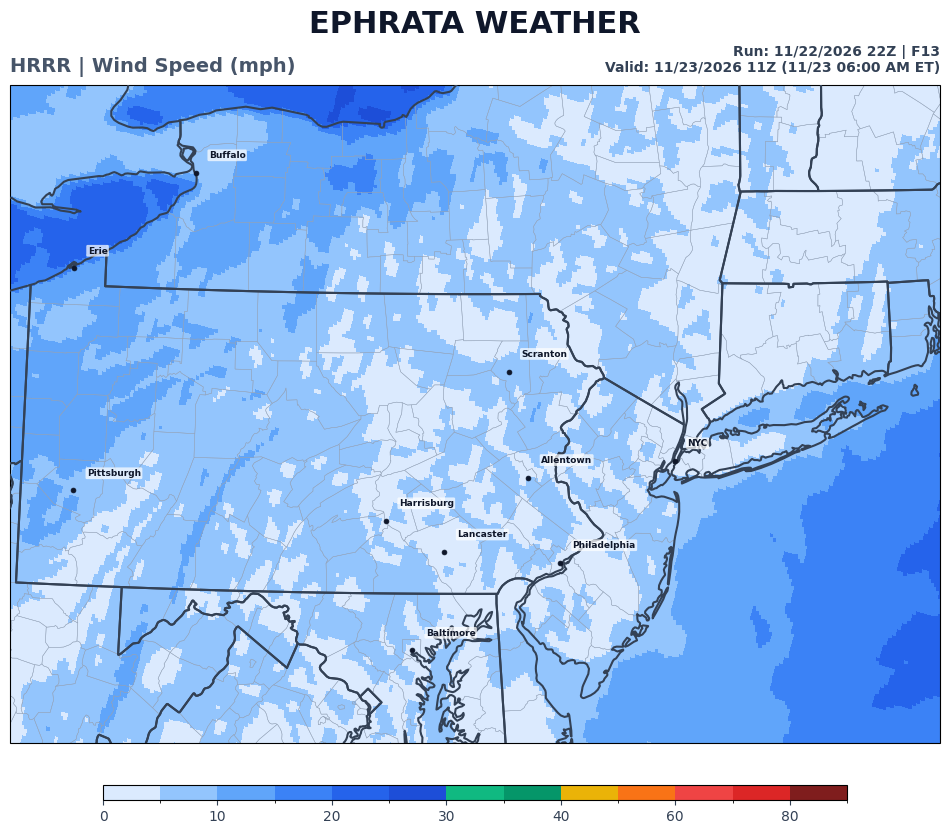 EPHRATA WEATHER
HRRR | Wind Speed (mph)
Run: 11/22/2026 22Z | F13
Valid: 11/23/2026 11Z (11/23 06:00 AM ET)
Buffalo
Erie
Scranton
NYC
Allentown
Pittsburgh
Harrisburg
Lancaster
Philadelphia
Baltimore
0 10 20 30 40 50 60 70 80